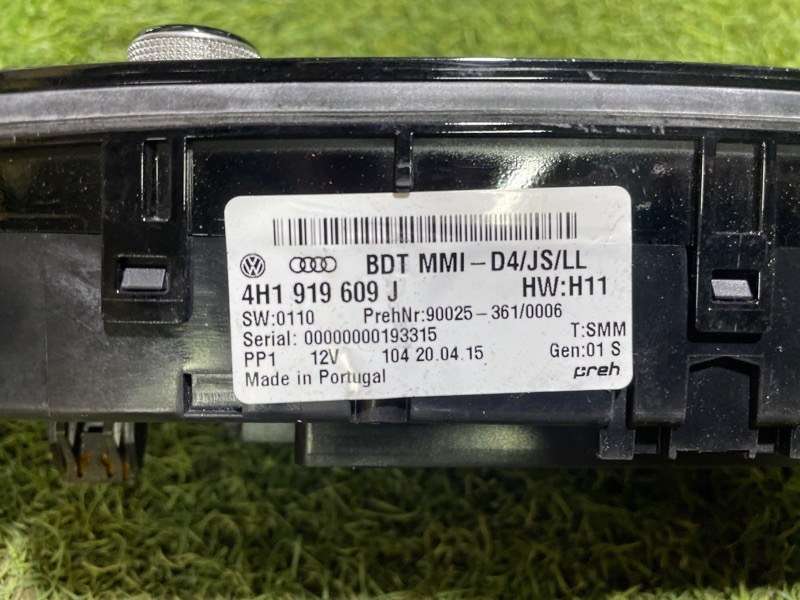 BDT MMI - D4/JS/LL
4H1 919 609 J HW:H11
SW:0110 PrehNr:90025-361/0006
Serial: 00000000193315 T:SMM
PP1 12V 104 20.04.15 Gen:01 S
Made in Portugal preh